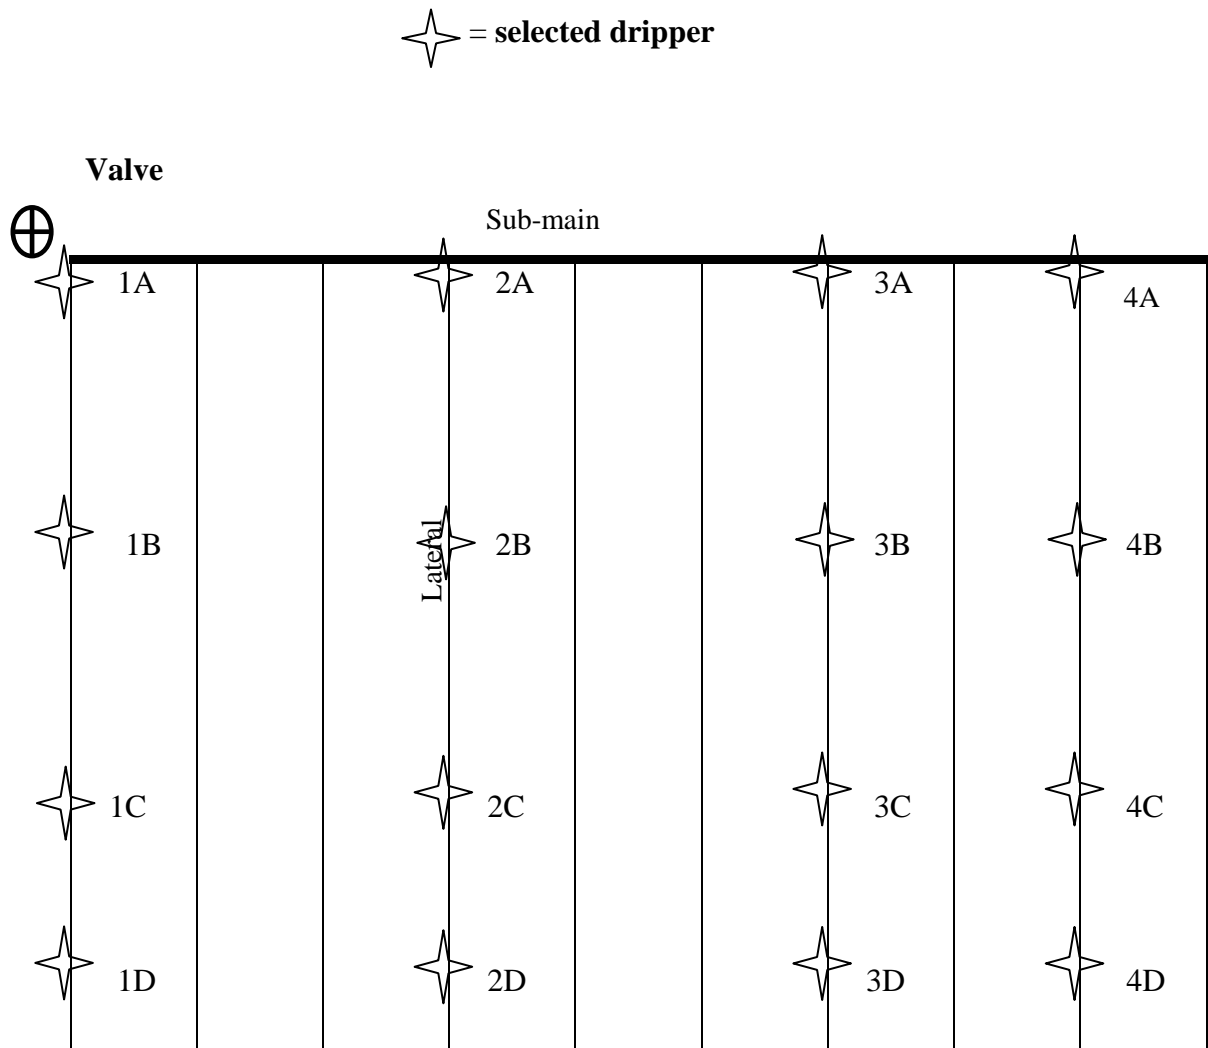 = selected dripper
Valve
Sub-main
1A
2A
3A
4A
Lateral
1B
2B
3B
4B
1C
2C
3C
4C
1D
2D
3D
4D